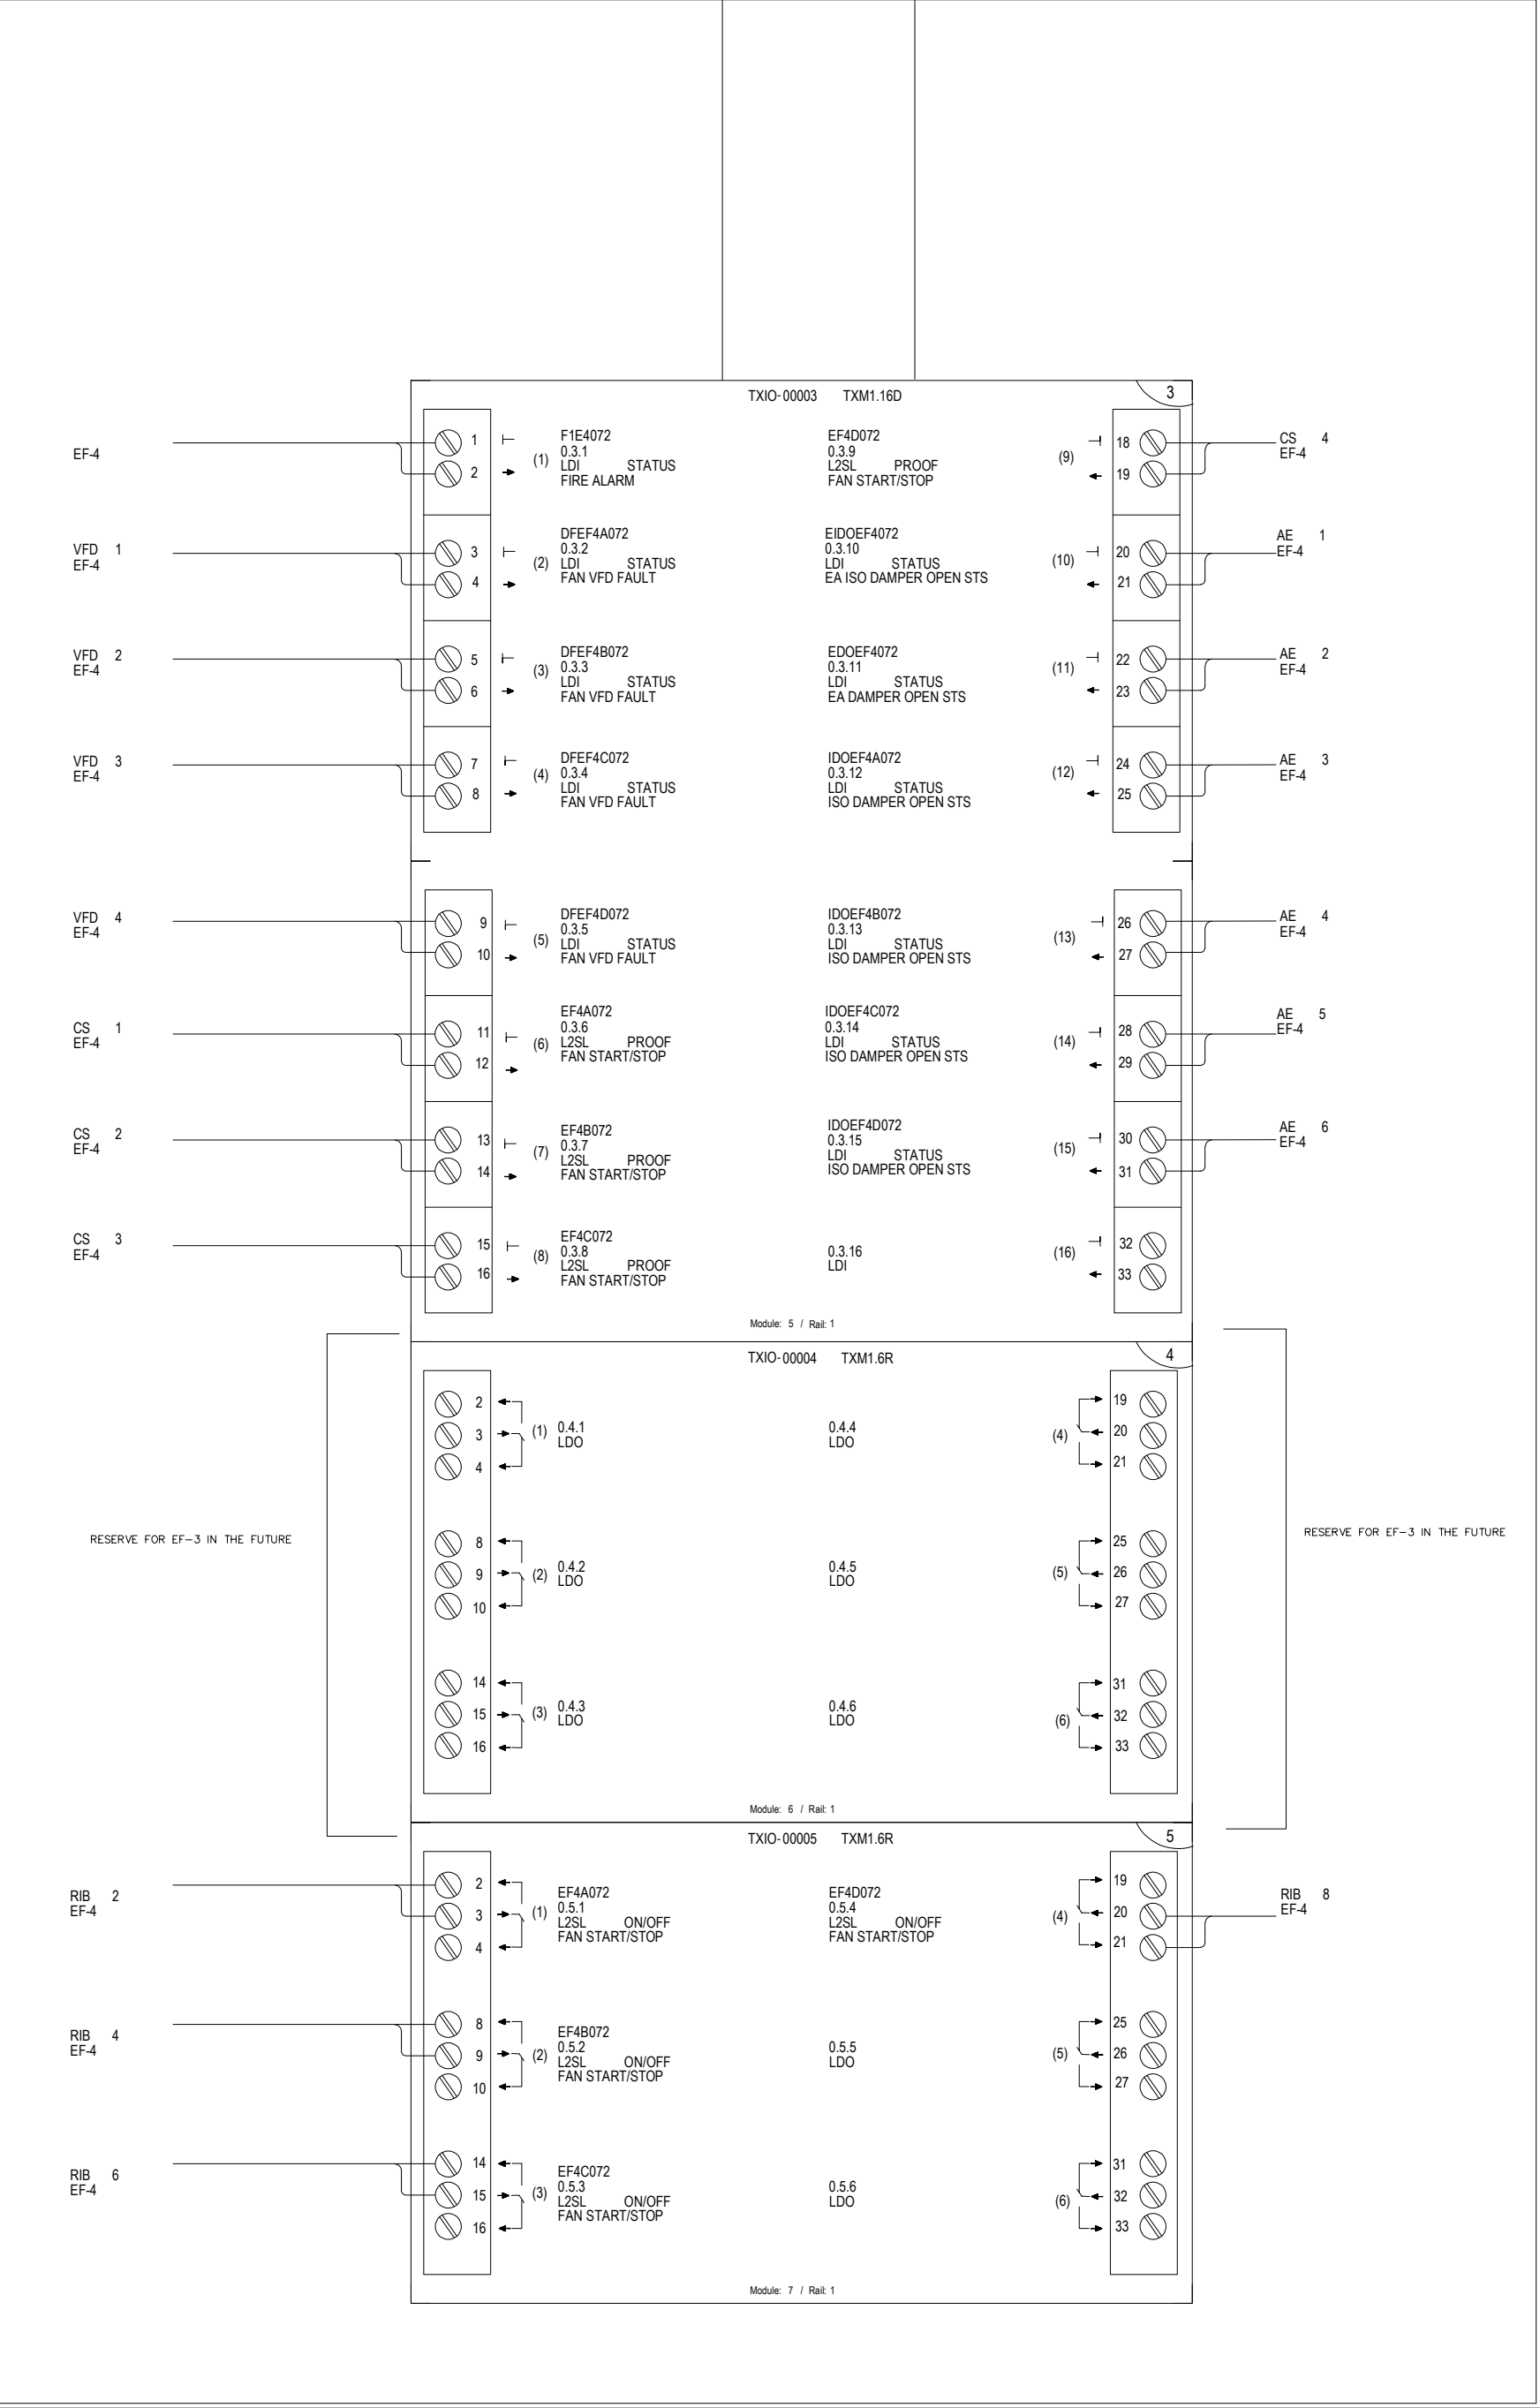 TXIO-00003 TXM1.16D 3
EF-4
1
2
(1)
F1E4072
0.3.1
LDI STATUS
FIRE ALARM
EF4D072
0.3.9
L2SL PROOF
FAN START/STOP
(9)
18
19
CS 4
EF-4
VFD 1
EF-4
3
4
(2)
DFEF4A072
0.3.2
LDI STATUS
FAN VFD FAULT
EIDOEF4072
0.3.10
LDI STATUS
EA ISO DAMPER OPEN STS
(10)
20
21
AE 1
EF-4
VFD 2
EF-4
5
6
(3)
DFEF4B072
0.3.3
LDI STATUS
FAN VFD FAULT
EDOEF4072
0.3.11
LDI STATUS
EA DAMPER OPEN STS
(11)
22
23
AE 2
EF-4
VFD 3
EF-4
7
8
(4)
DFEF4C072
0.3.4
LDI STATUS
FAN VFD FAULT
IDOEF4A072
0.3.12
LDI STATUS
ISO DAMPER OPEN STS
(12)
24
25
AE 3
EF-4
VFD 4
EF-4
9
10
(5)
DFEF4D072
0.3.5
LDI STATUS
FAN VFD FAULT
IDOEF4B072
0.3.13
LDI STATUS
ISO DAMPER OPEN STS
(13)
26
27
AE 4
EF-4
CS 1
EF-4
11
12
(6)
EF4A072
0.3.6
L2SL PROOF
FAN START/STOP
IDOEF4C072
0.3.14
LDI STATUS
ISO DAMPER OPEN STS
(14)
28
29
AE 5
EF-4
CS 2
EF-4
13
14
(7)
EF4B072
0.3.7
L2SL PROOF
FAN START/STOP
IDOEF4D072
0.3.15
LDI STATUS
ISO DAMPER OPEN STS
(15)
30
31
AE 6
EF-4
CS 3
EF-4
15
16
(8)
EF4C072
0.3.8
L2SL PROOF
FAN START/STOP
0.3.16
LDI
(16)
32
33
Module: 5 / Rail: 1
TXIO-00004 TXM1.6R 4
2
3
4
(1)
0.4.1
LDO
0.4.4
LDO
(4)
19
20
21
RESERVE FOR EF-3 IN THE FUTURE
8
9
10
(2)
0.4.2
LDO
0.4.5
LDO
(5)
25
26
27
RESERVE FOR EF-3 IN THE FUTURE
14
15
16
(3)
0.4.3
LDO
0.4.6
LDO
(6)
31
32
33
Module: 6 / Rail: 1
TXIO-00005 TXM1.6R 5
RIB 2
EF-4
2
3
4
(1)
EF4A072
0.5.1
L2SL ON/OFF
FAN START/STOP
EF4D072
0.5.4
L2SL ON/OFF
FAN START/STOP
(4)
19
20
21
RIB 8
EF-4
RIB 4
EF-4
8
9
10
(2)
EF4B072
0.5.2
L2SL ON/OFF
FAN START/STOP
0.5.5
LDO
(5)
25
26
27
RIB 6
EF-4
14
15
16
(3)
EF4C072
0.5.3
L2SL ON/OFF
FAN START/STOP
0.5.6
LDO
(6)
31
32
33
Module: 7 / Rail: 1